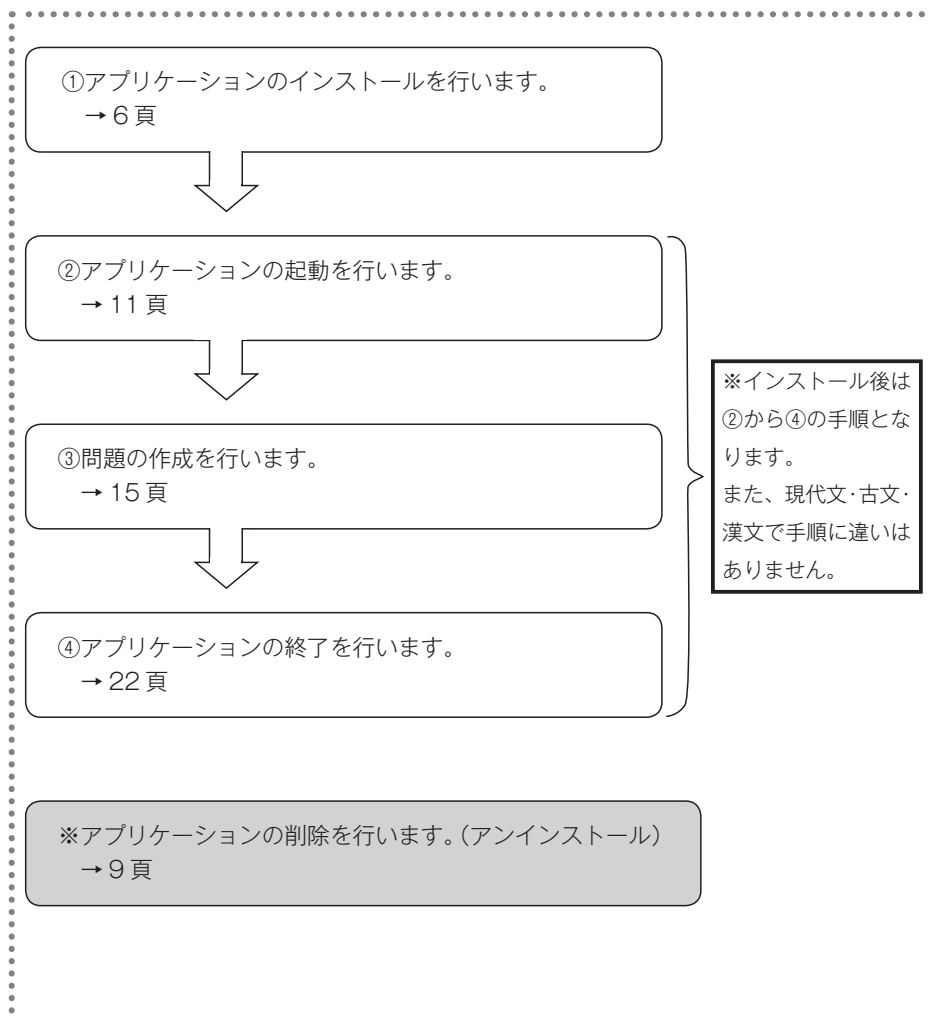 ①アプリケーションのインストールを行います。
→ 6 頁
②アプリケーションの起動を行います。
→ 11 頁
③問題の作成を行います。
→ 15 頁
④アプリケーションの終了を行います。
→ 22 頁
※インストール後は
②から④の手順とな
ります。
また、現代文・古文・
漢文で手順に違いは
ありません。
※アプリケーションの削除を行います。（アンインストール）
→ 9 頁